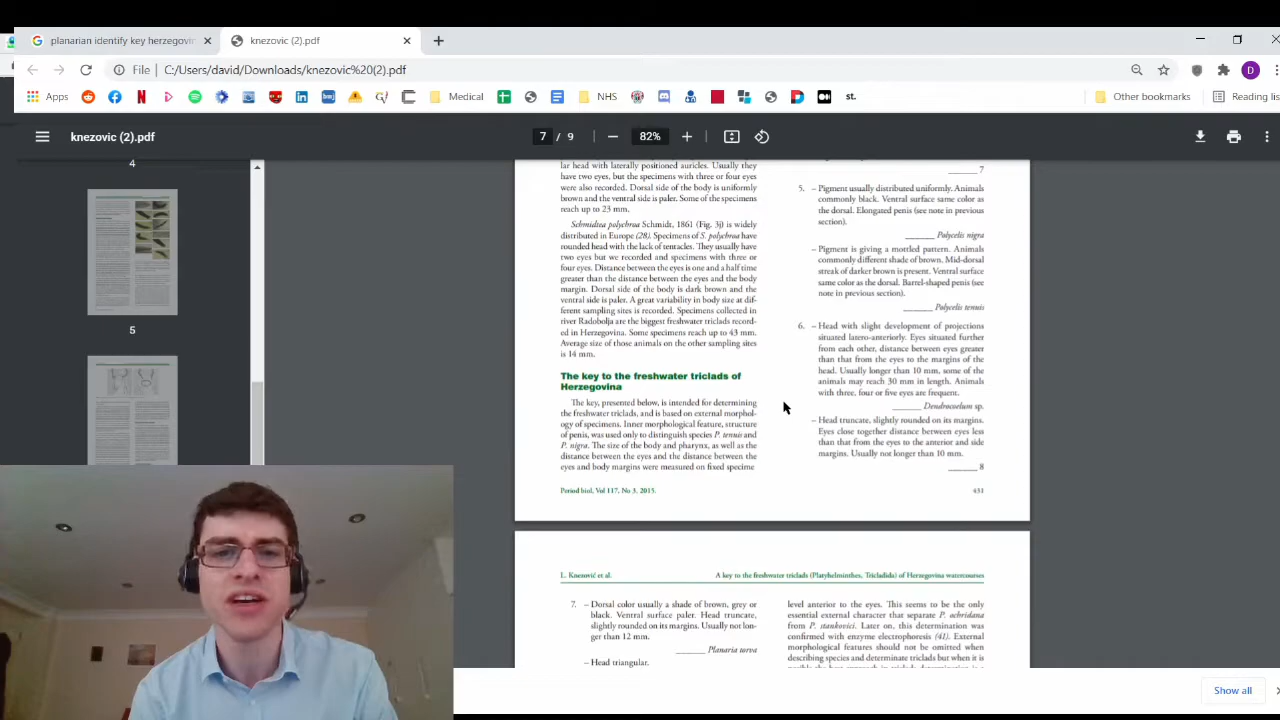 planarian identify key herzegovin
knezovic (2).pdf
File
C:/Users/david/Downloads/knezovic%20(2).pdf
Apps
Medical
NHS
st.
Other bookmarks
Reading list
knezovic (2).pdf
7 / 9
82%
4
5
lar head with laterally positioned auricles. Usually they
have two eyes, but the specimens with three or four eyes
were also recorded. Dorsal side of the body is uniformly
brown and the ventral side is paler. Some of the specimens
reach up to 23 mm.
Schmidtea polychroa Schmidt, 1861 (Fig. 3j) is widely
distributed in Europe (28). Specimens of S. polychroa have
rounded head with the lack of tentacles. They usually have
two eyes but we recorded and specimens with three or
four eyes. Distance between the eyes is one and a half time
greater than the distance between the eyes and the body
margin. Dorsal side of the body is dark brown and the
ventral side is paler. A great variability in body size at dif-
ferent sampling sites is recorded. Specimens collected in
river Radobolja are the biggest freshwater triclads record-
ed in Herzegovina. Some specimens reach up to 43 mm.
Average size of those animals on the other sampling sites
is 14 mm.
The key to the freshwater triclads of
Herzegovina
The key, presented below, is intended for determining
the freshwater triclads, and is based on external morphol-
ogy of specimens. Inner morphological feature, structure
of penis, was used only to distinguish species P. tenuis and
P. nigra. The size of the body and pharynx, as well as the
distance between the eyes and the distance between the
eyes and body margins were measured on fixed specime
Period biol, Vol 117, No 3, 2015.
7
5. – Pigment usually distributed uniformly. Animals
commonly black. Ventral surface same color as
the dorsal. Elongated penis (see note in previous
section).
Polycelis nigra
– Pigment is giving a mottled pattern. Animals
commonly different shade of brown. Mid-dorsal
streak of darker brown is present. Ventral surface
same color as the dorsal. Barrel-shaped penis (see
note in previous section).
Polycelis tenuis
6. – Head with slight development of projections
situated latero-anteriorly. Eyes situated further
from each other, distance between eyes greater
than that from the eyes to the margins of the
head. Usually longer than 10 mm, some of the
animals may reach 30 mm in length. Animals
with three, four or five eyes are frequent.
Dendrocoelum sp.
– Head truncate, slightly rounded on its margins.
Eyes close together distance between eyes less
than that from the eyes to the anterior and side
margins. Usually not longer than 10 mm.
8
431
L. Knezović et al.
A key to the freshwater triclads (Platyhelminthes, Tricladida) of Herzegovina watercourses
7. – Dorsal color usually a shade of brown, grey or
black. Ventral surface paler. Head truncate,
slightly rounded on its margins. Usually not lon-
ger than 12 mm.
Planaria torva
– Head triangular.
level anterior to the eyes. This seems to be the only
essential external character that separate P. ochridana
from P. stankovici. Later on, this determination was
confirmed with enzyme electrophoresis (41). External
morphological features should not be omitted when
describing species and determinate triclads but when it is
Show all